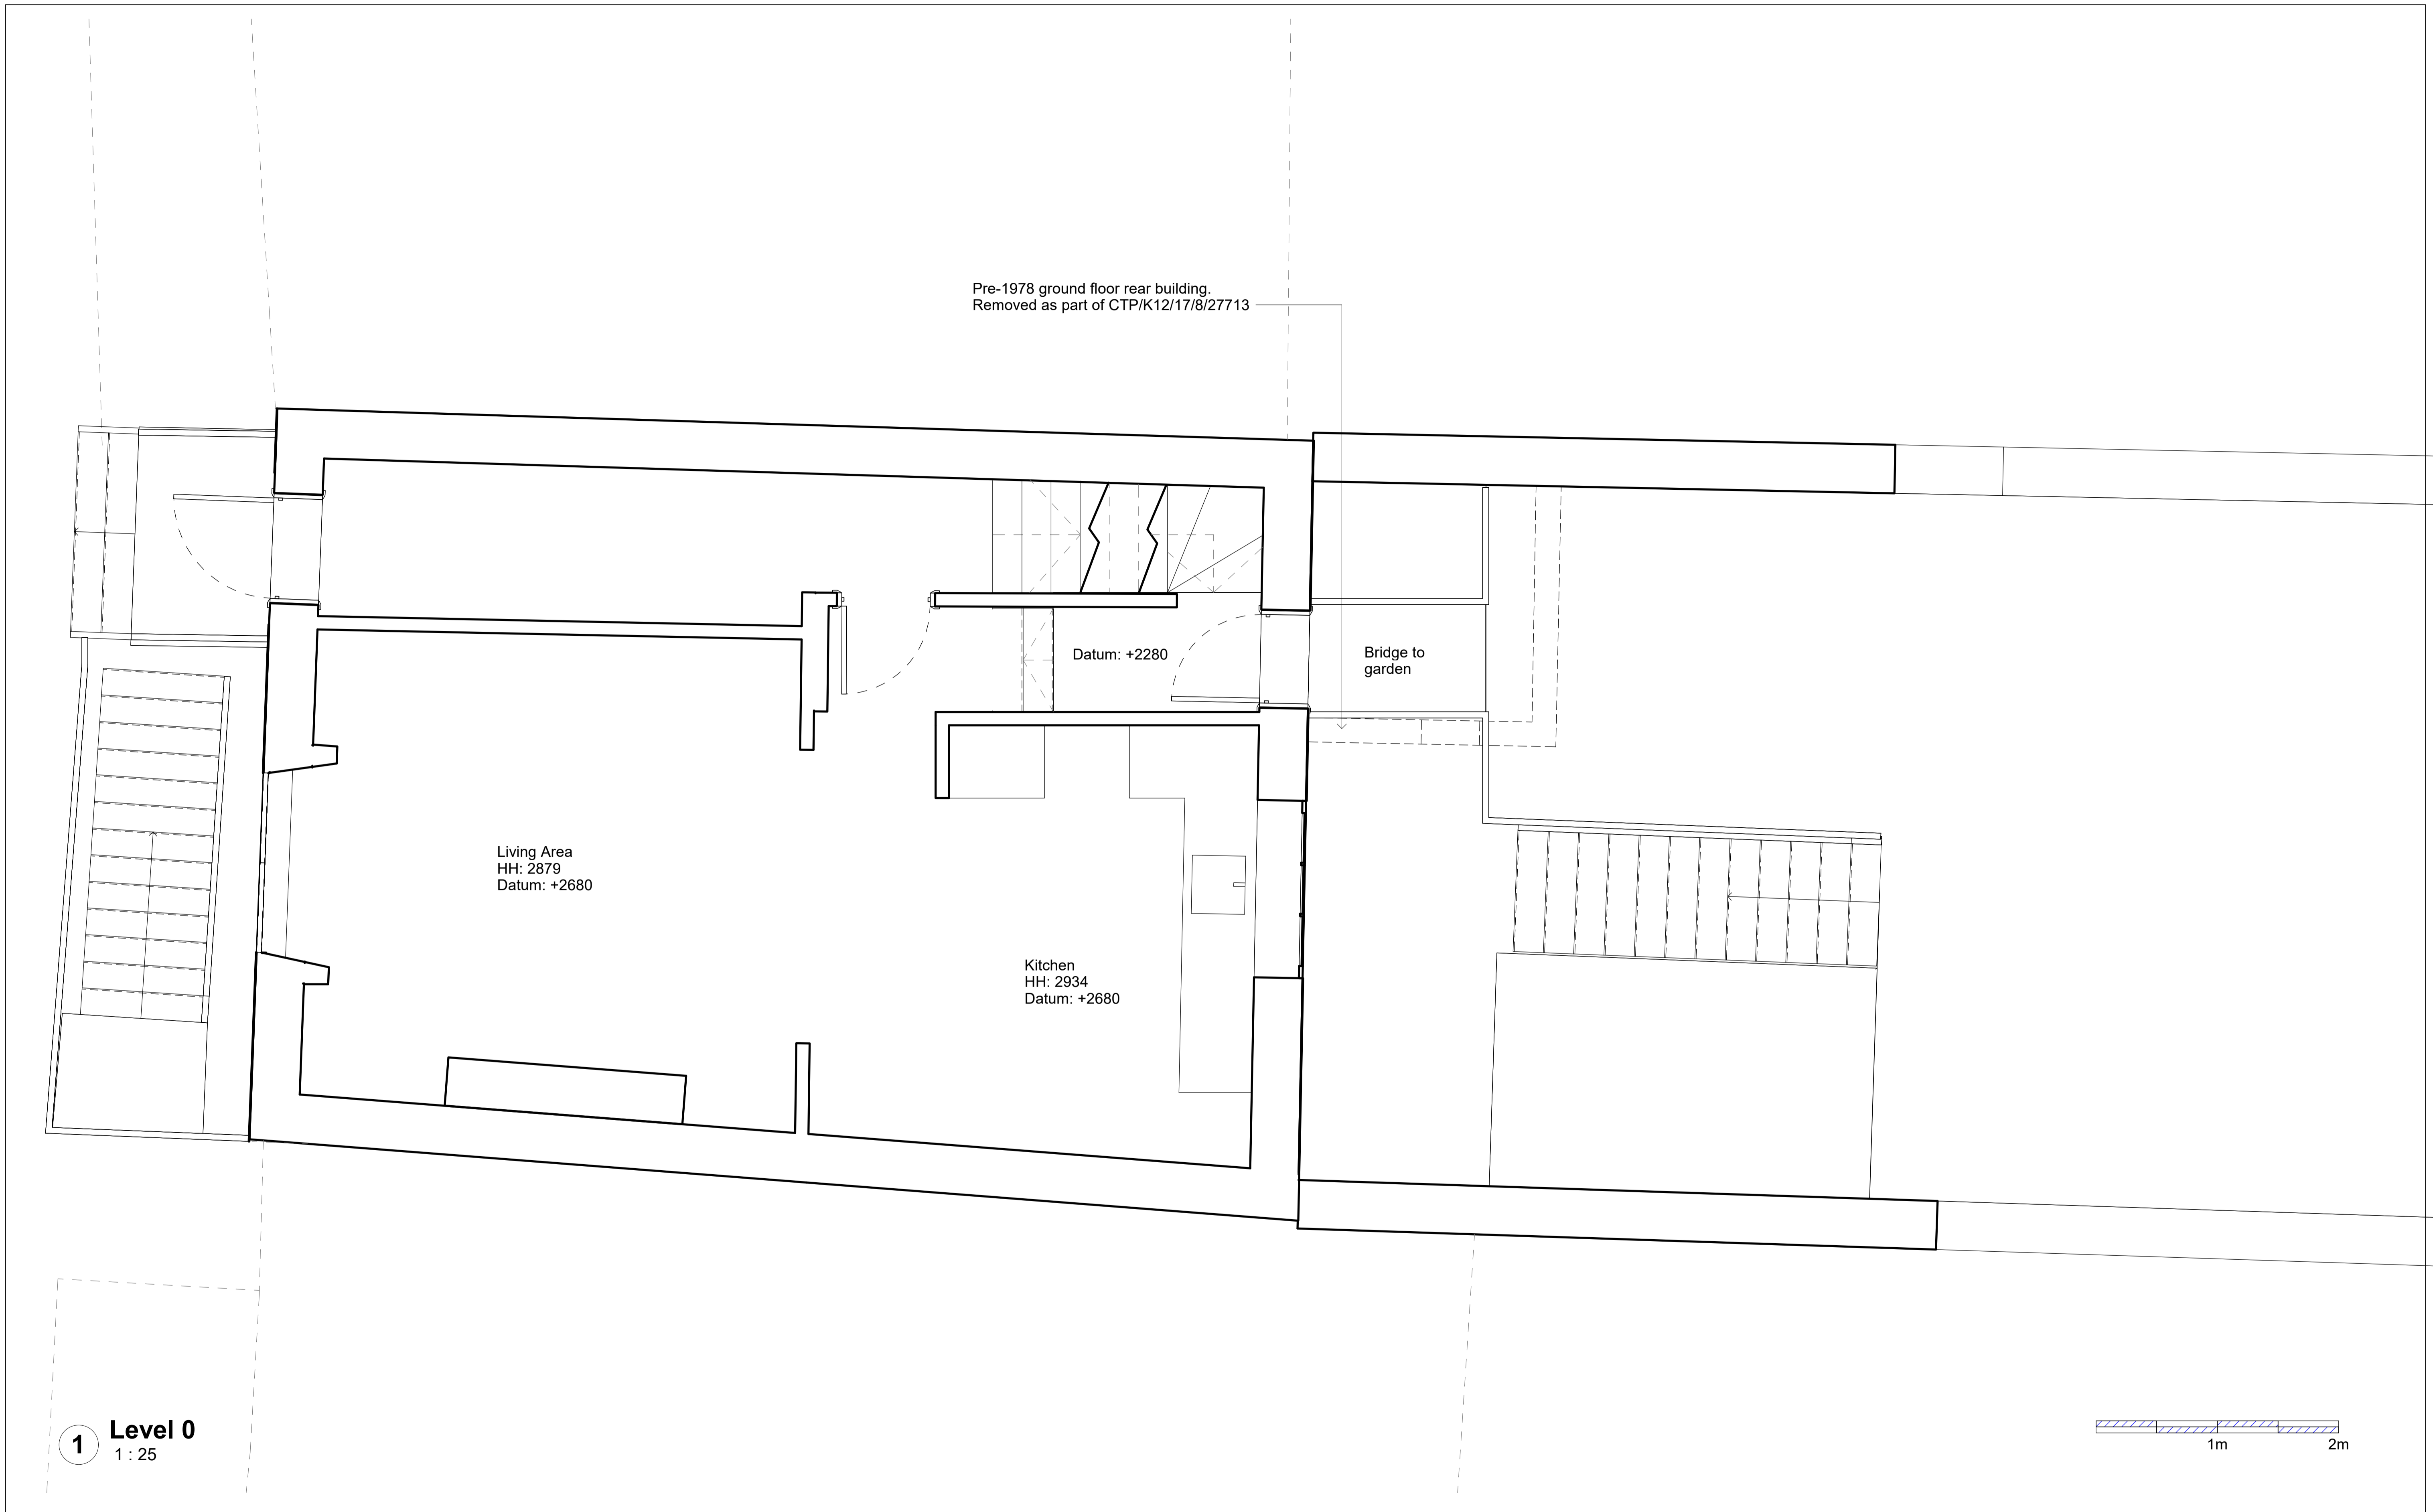 Pre-1978 ground floor rear building.
Removed as part of CTP/K12/17/8/27713
Datum: +2280
Bridge to
garden
Living Area
HH: 2879
Datum: +2680
Kitchen
HH: 2934
Datum: +2680
1
Level 0
1 : 25
1m
2m